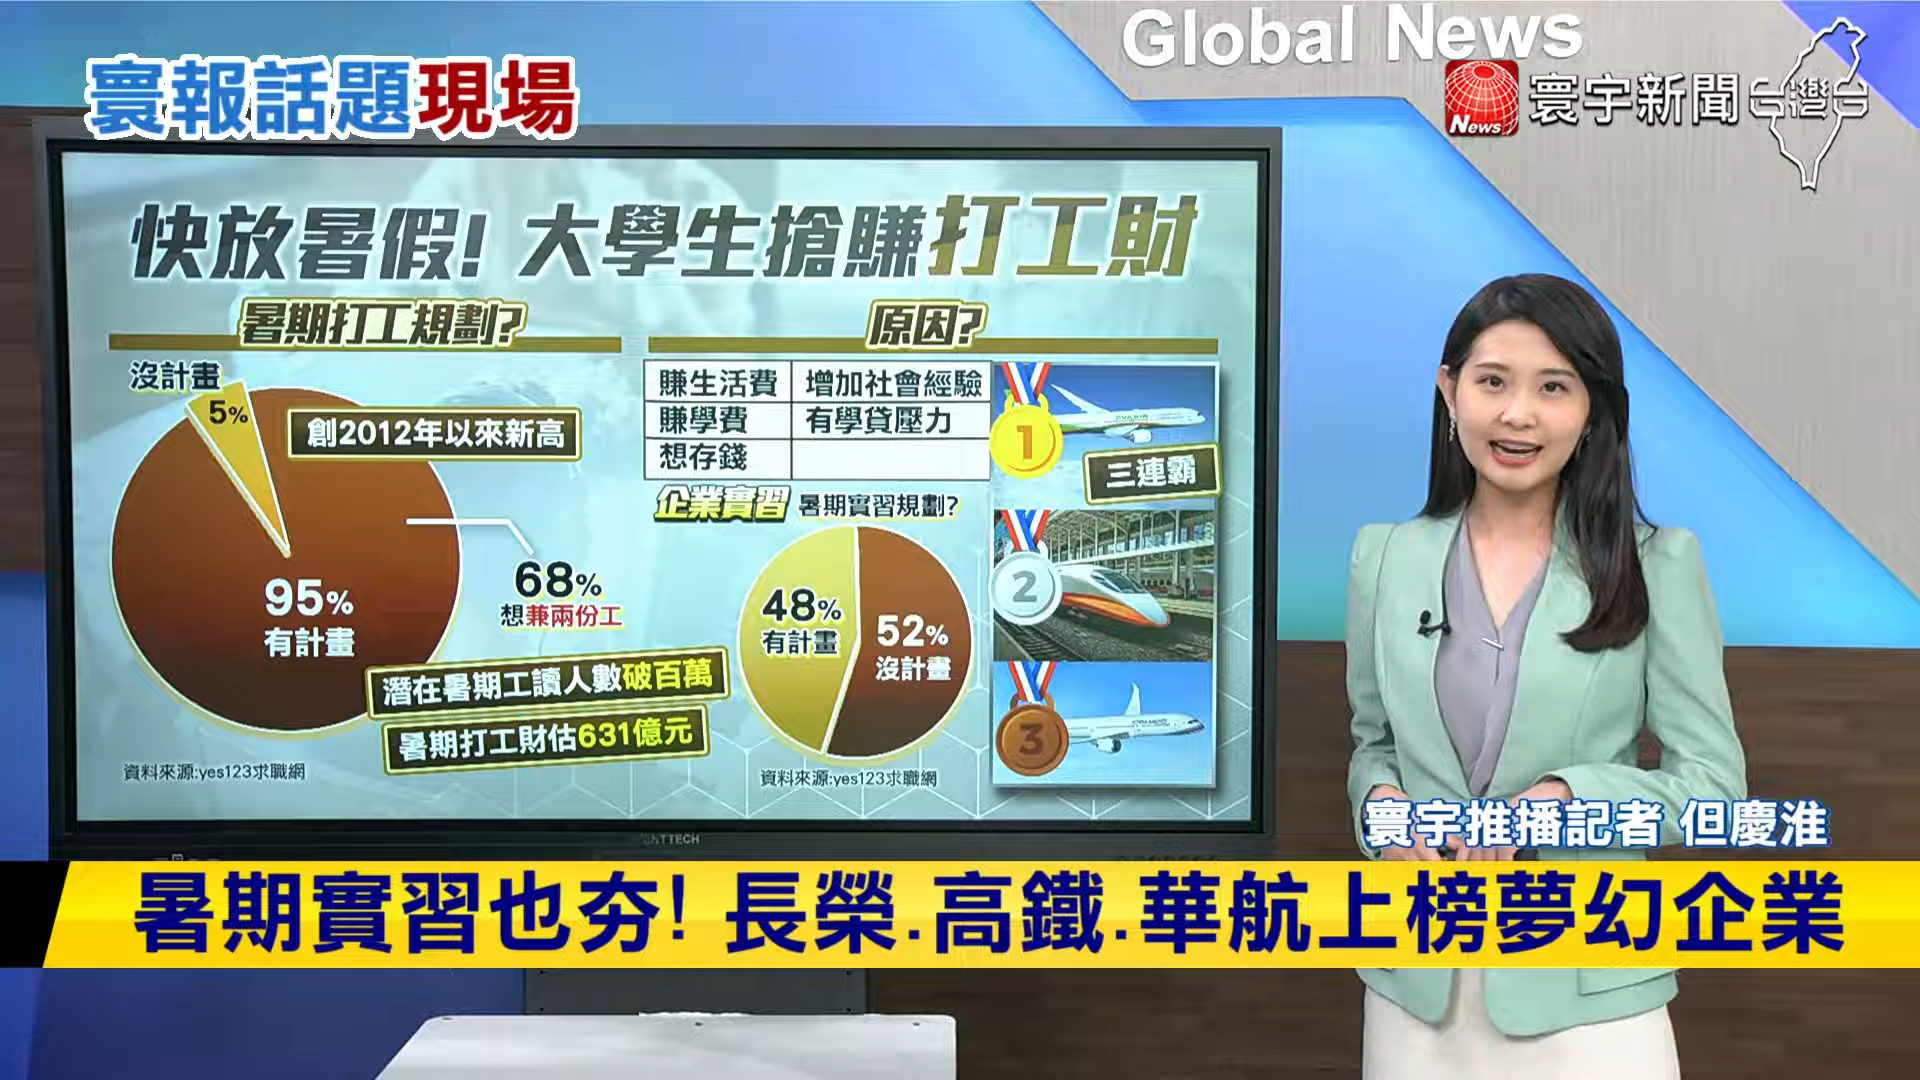 Global News
寰報話題現場
News 寰宇新聞 台灣
快放暑假! 大學生搶賺打工財
暑期打工規劃?
沒計畫
5%
創2012年以來新高
95%
有計畫
68%
想兼兩份工
潛在暑期工讀人數破百萬
暑期打工財估631億元
資料來源:yes123求職網
原因?
賺生活費 增加社會經驗
賺學費 有學貸壓力
想存錢
企業實習 暑期實習規劃?
48%
有計畫
52%
沒計畫
資料來源:yes123求職網
1
EVA AIR
三連霸
2
3
寰宇推播記者 但慶淮
暑期實習也夯! 長榮.高鐵.華航上榜夢幻企業